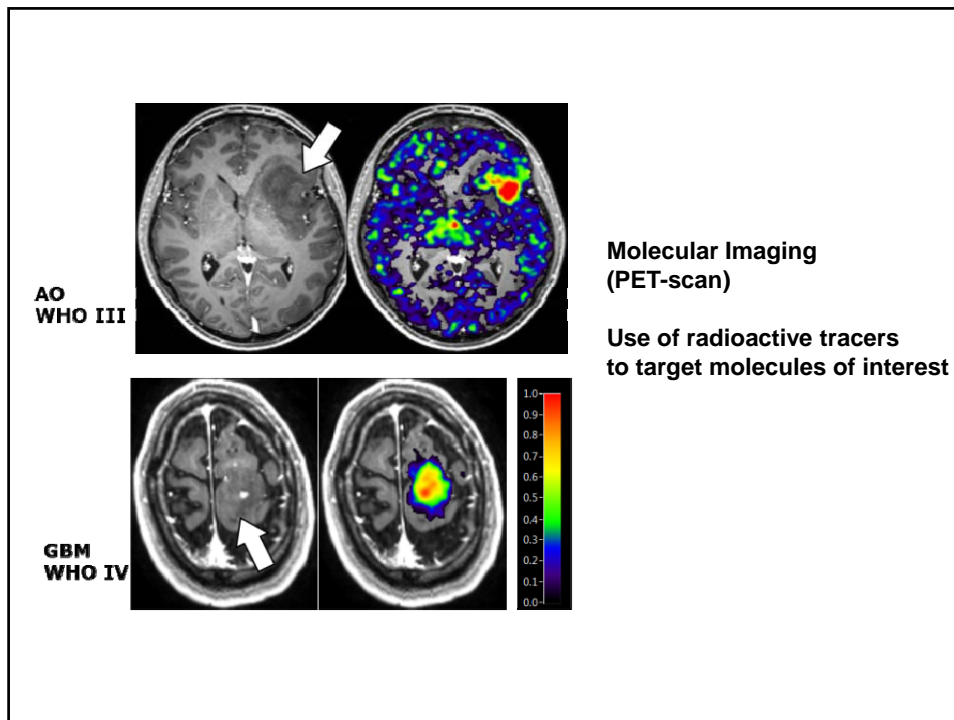 AO
WHO III
Molecular Imaging
(PET-scan)
Use of radioactive tracers
to target molecules of interest
GBM
WHO IV
1.0
0.9
0.8
0.7
0.6
0.5
0.4
0.3
0.2
0.1
0.0